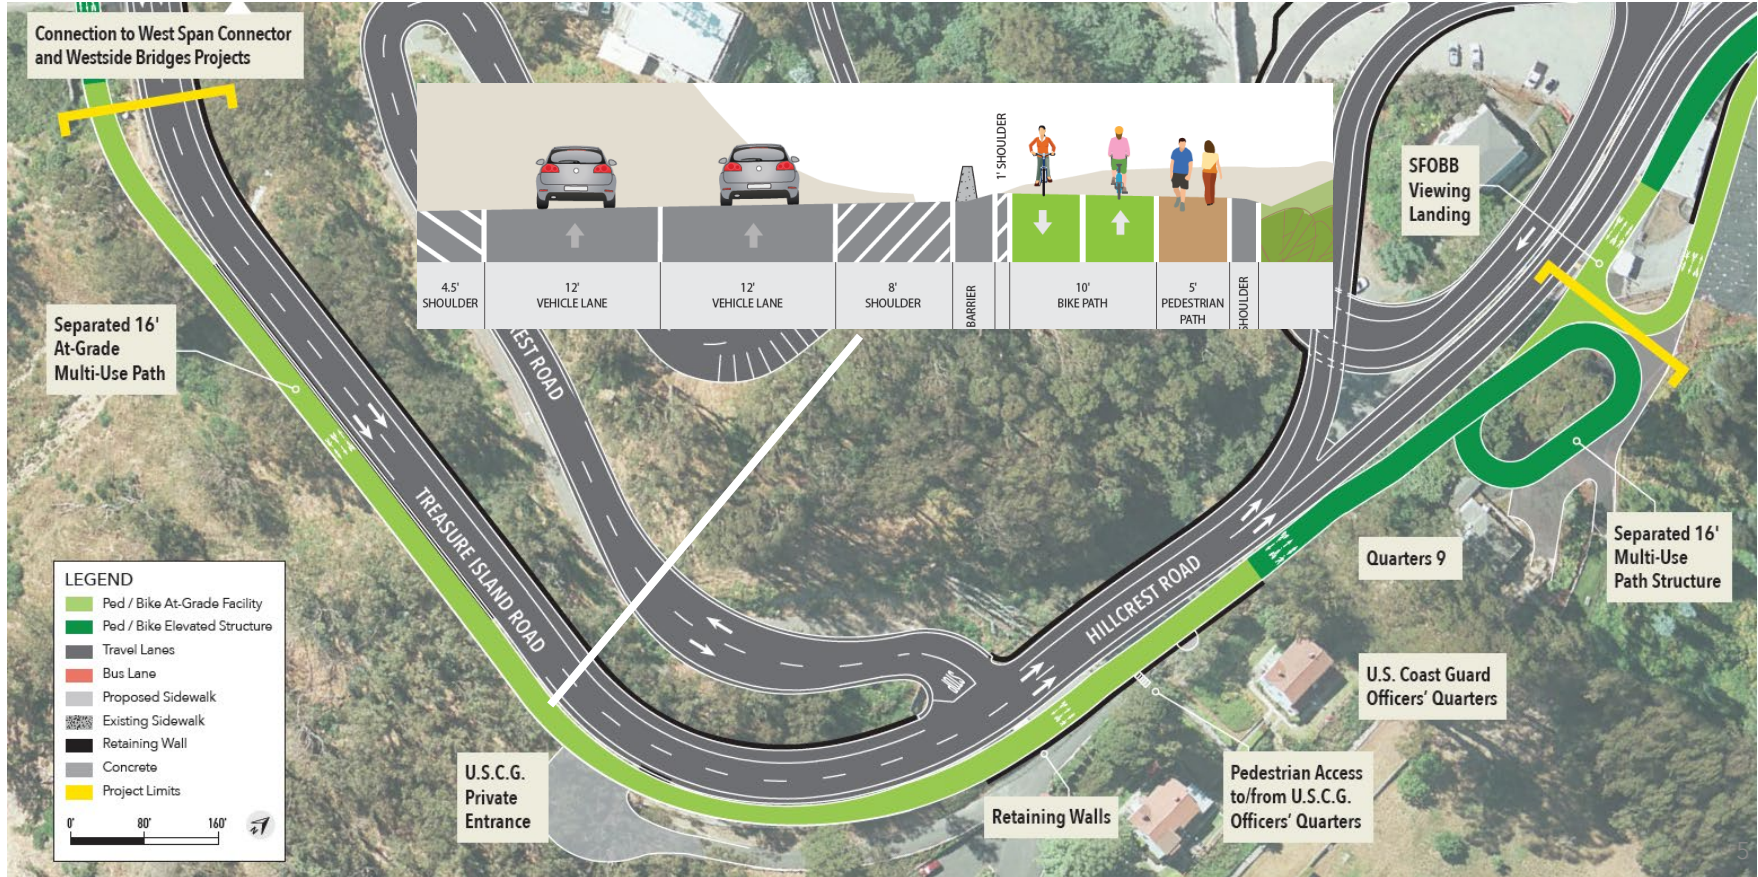 Connection to West Span Connector
and Westside Bridges Projects
1' SHOULDER
4.5'
SHOULDER
12'
VEHICLE LANE
12'
VEHICLE LANE
8'
SHOULDER
BARRIER
10'
BIKE PATH
5'
PEDESTRIAN
PATH
SHOULDER
SFOBB
Viewing
Landing
Separated 16'
At-Grade
Multi-Use Path
EST ROAD
TREASURE ISLAND ROAD
HILLCREST ROAD
STOP
Quarters 9
Separated 16'
Multi-Use
Path Structure
U.S. Coast Guard
Officers' Quarters
Pedestrian Access
to/from U.S.C.G.
Officers' Quarters
Retaining Walls
U.S.C.G.
Private
Entrance
LEGEND
Ped / Bike At-Grade Facility
Ped / Bike Elevated Structure
Travel Lanes
Bus Lane
Proposed Sidewalk
Existing Sidewalk
Retaining Wall
Concrete
Project Limits
0' 80' 160'
N
5